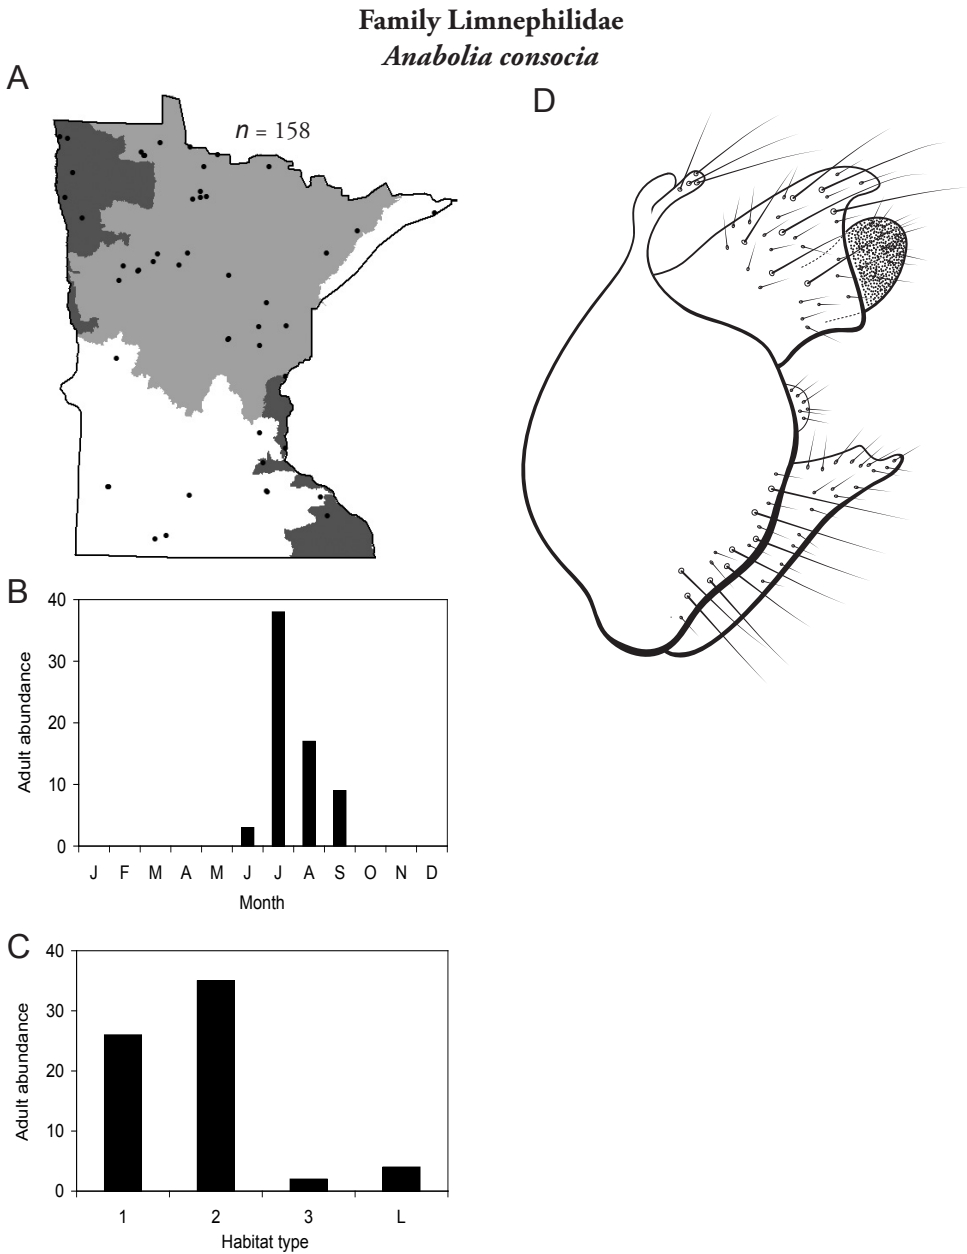 Family Limnephilidae
Anabolia consocia
A
n = 158
D
B
40
30
20
10
0
Adult abundance
J F M A M J J A S O N D
Month
C
40
30
20
10
0
Adult abundance
1 2 3 L
Habitat type